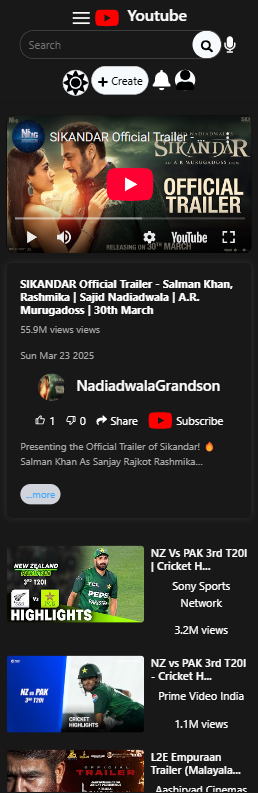 Youtube
Search
Create
NADIADWALA'S
SIKANDAR Official Trailer -
SIKANDAR
A.R. MURUGADOSS
OFFICIAL
TRAILER
YouTube
RELEASING ON 30TH MARCH
SIKANDAR Official Trailer - Salman Khan,
Rashmika | Sajid Nadiadwala | A.R.
Murugadoss | 30th March
55.9M views views
Sun Mar 23 2025
NadiadwalaGrandson
1 0 Share Subscribe
Presenting the Official Trailer of Sikandar! 🔥
Salman Khan As Sanjay Rajkot Rashmika...
...more
NEW ZEALAND
PAKISTAN
3RD T20I
PEPSI
PAKISTAN
HIGHLIGHTS
NZ Vs PAK 3rd T20I
| Cricket H...
Sony Sports
Network
3.2M views
NZ vs PAK
3RD T20I
CRICKET
HIGHLIGHTS
NZ vs PAK 3rd T20I
- Cricket H...
Prime Video India
1.1M views
OFFICIAL
TRAILER
L2E Empuraan
Trailer (Malayala...
Aashirvad Cinemas